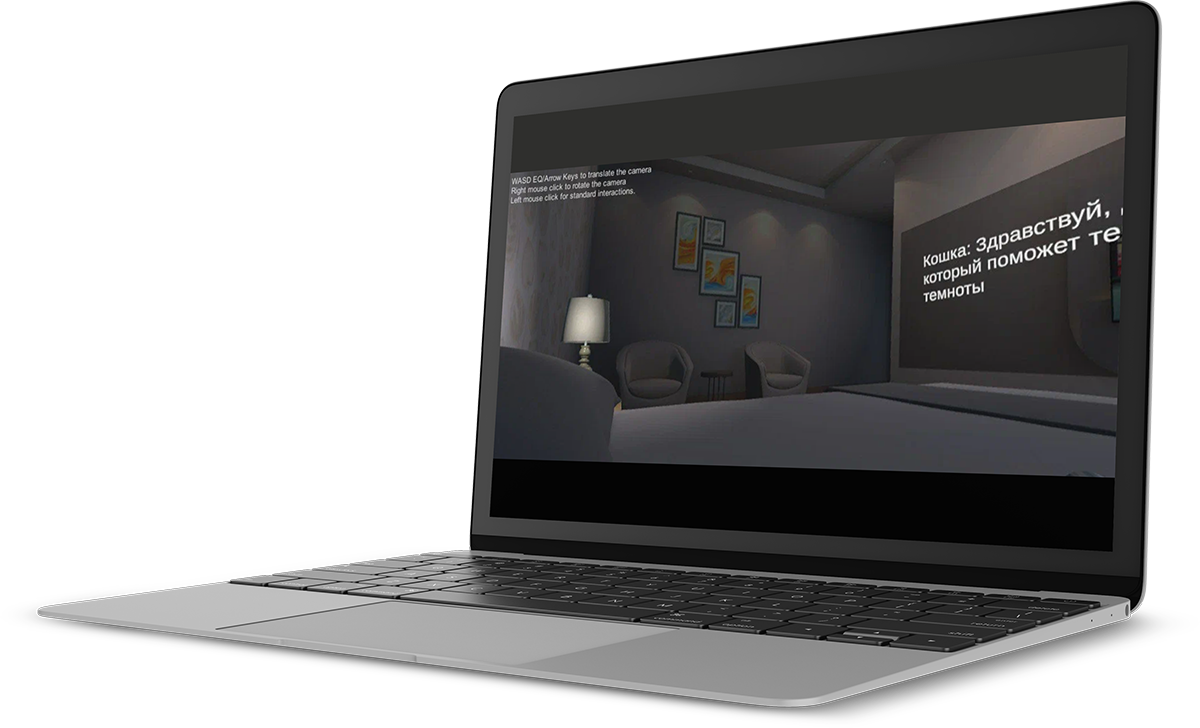 WASD EQ/Arrow Keys to translate the camera
Right mouse click to rotate the camera
Left mouse click for standard interactions.
Кошка: Здравствуй,
который поможет
темноты